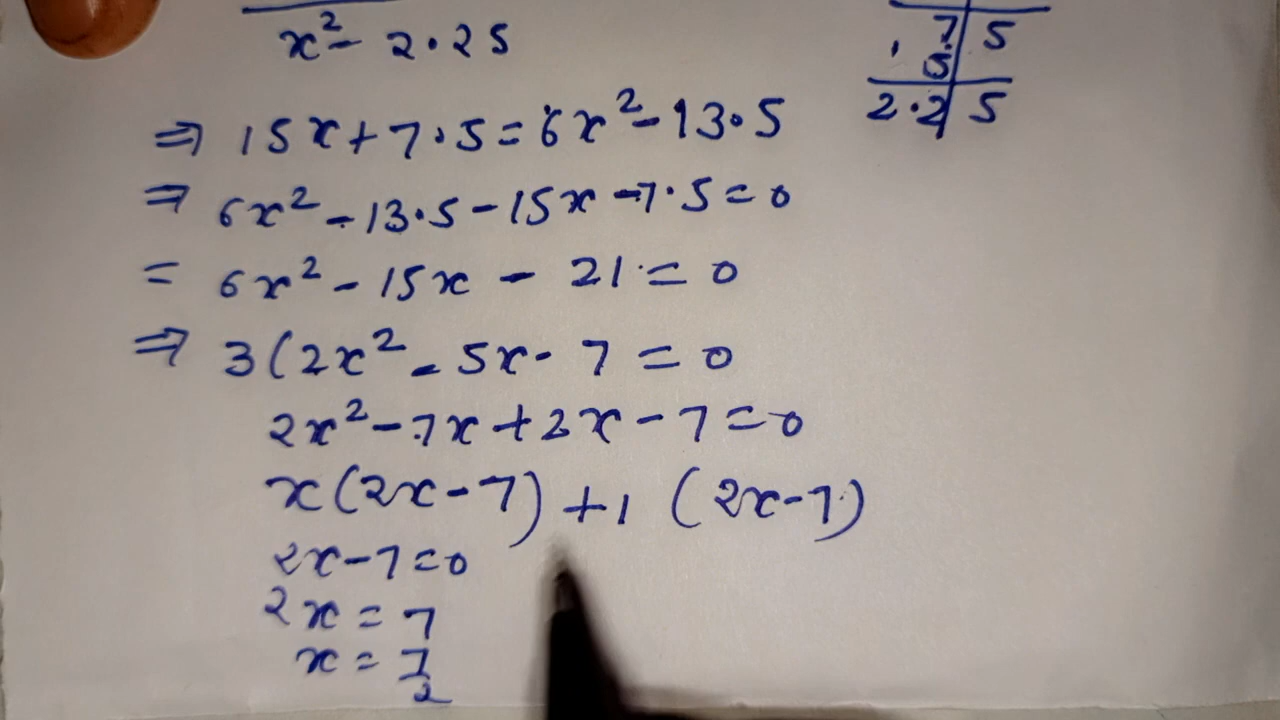 x² - 2.25
7 5
. 5.
2.2 5
⇒ 15x + 7.5 = 6x² - 13.5
⇒ 6x² - 13.5 - 15x - 7.5 = 0
= 6x² - 15x - 21 = 0
⇒ 3(2x² - 5x - 7 = 0
2x² - 7x + 2x - 7 = 0
x(2x - 7) + 1 (2x - 7)
2x - 7 = 0
2x = 7
x = 7/2